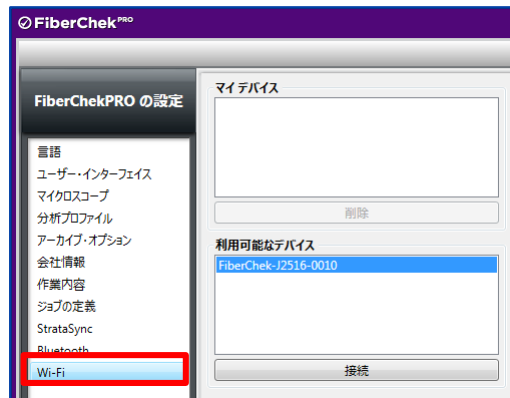 FiberChek PRO
FiberChekPRO の設定
言語
ユーザー・インターフェイス
マイクロスコープ
分析プロファイル
アーカイブ・オプション
会社情報
作業内容
ジョブの定義
StrataSync
Bluetooth
Wi-Fi
マイ デバイス
削除
利用可能なデバイス
FiberChek-J2516-0010
接続